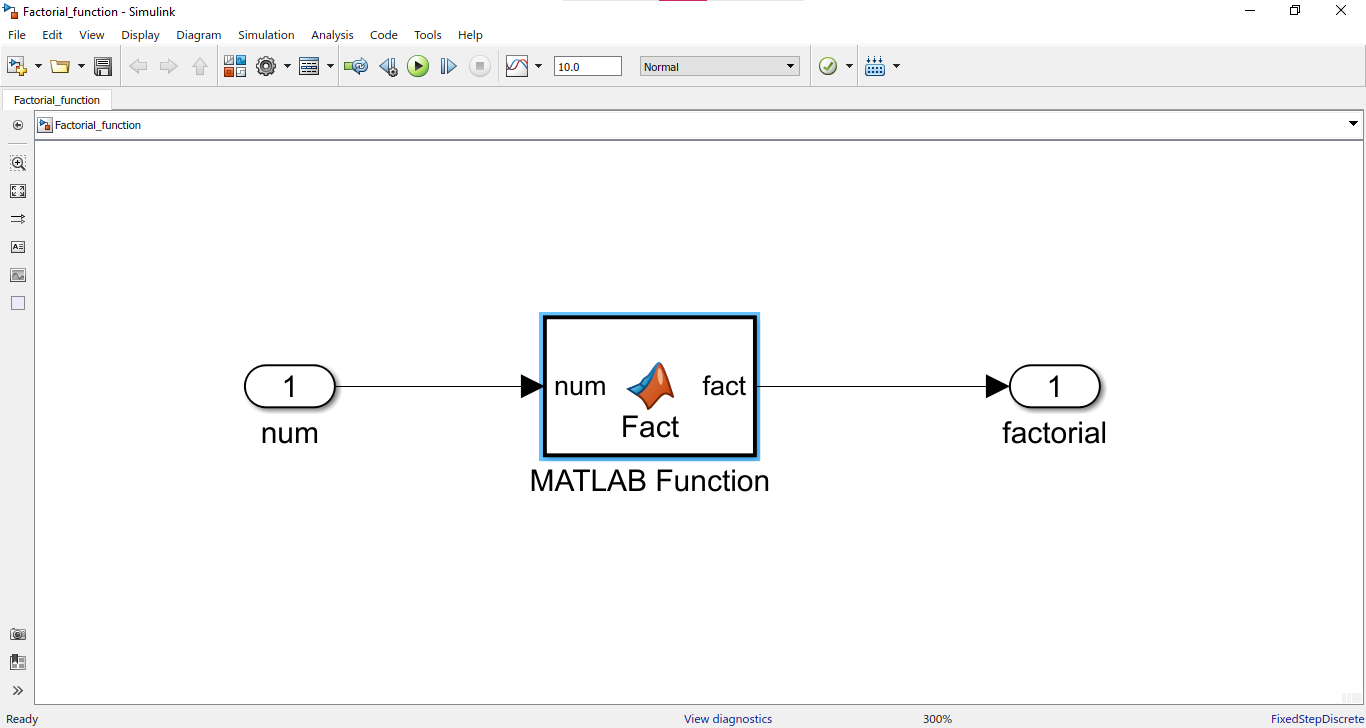 Factorial_function - Simulink
File Edit View Display Diagram Simulation Analysis Code Tools Help
10.0 Normal
Factorial_function
Factorial_function
1 num fact 1
Fact
num factorial
MATLAB Function
Ready View diagnostics 300% FixedStepDiscrete